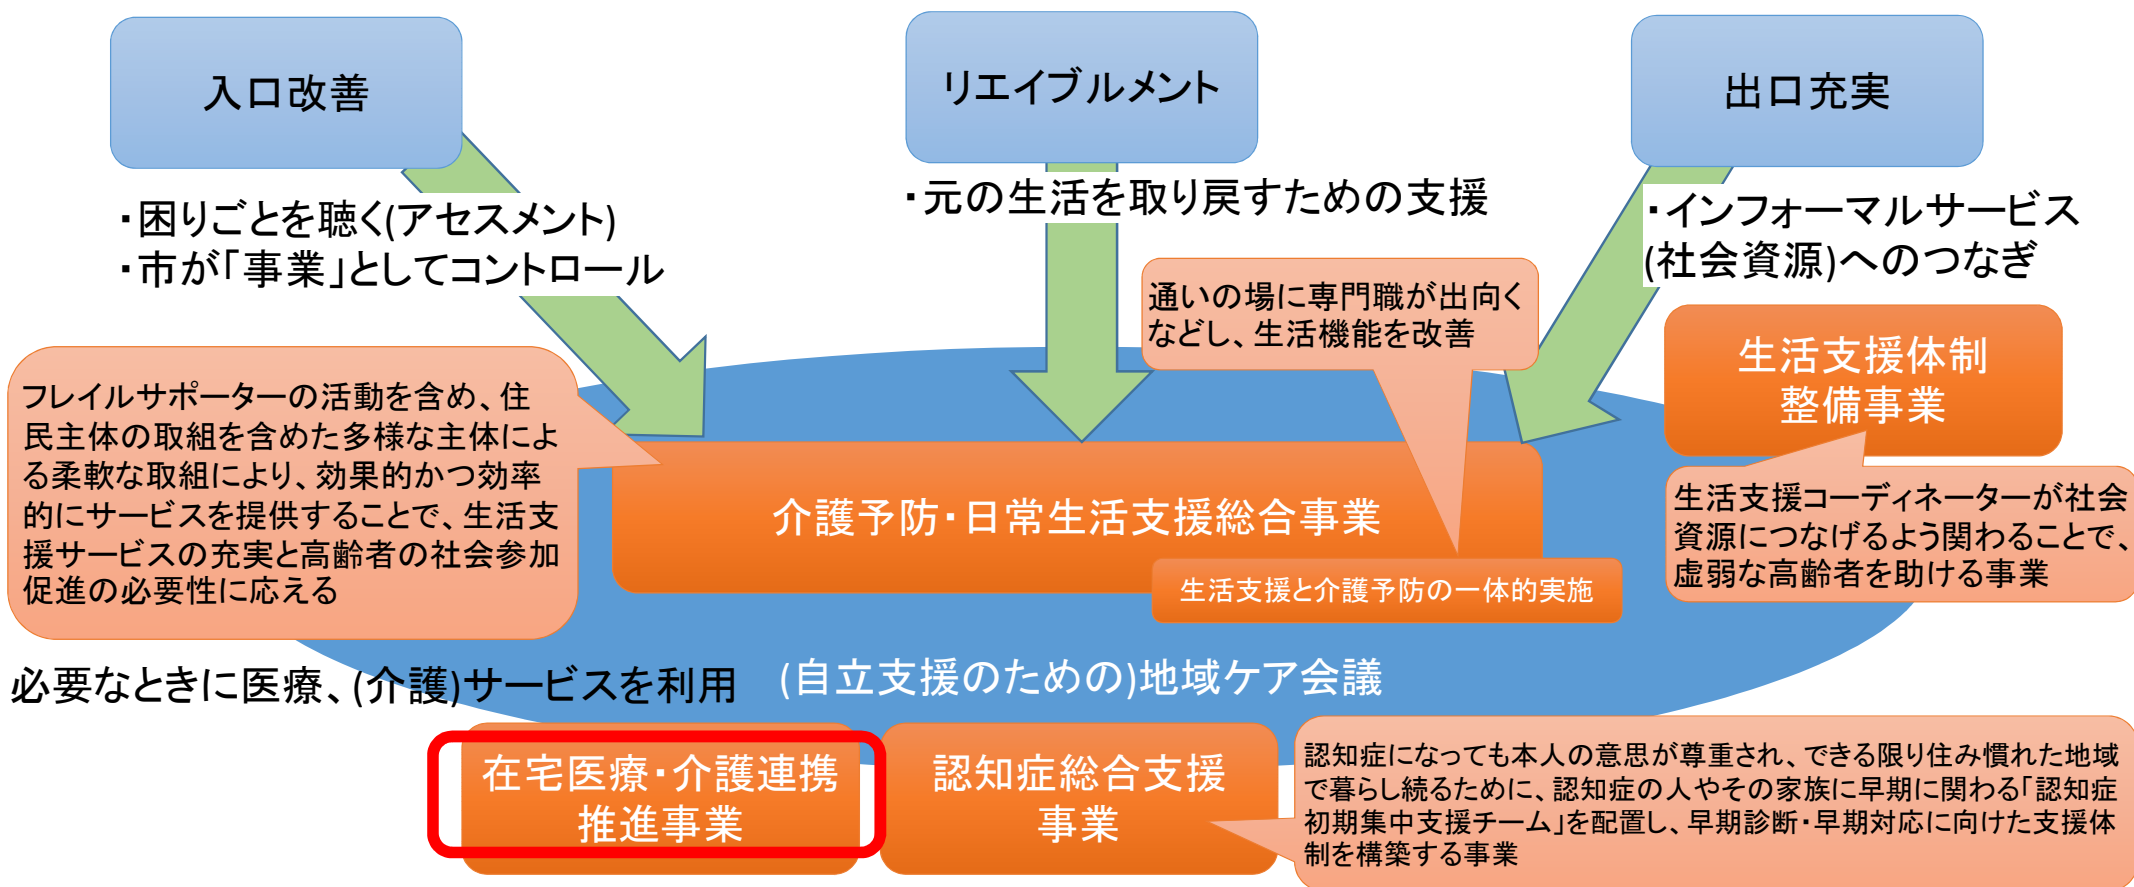 入口改善
リエイブルメント
出口充実
・困りごとを聴く(アセスメント)
・市が「事業」としてコントロール
・元の生活を取り戻すための支援
・インフォーマルサービス
(社会資源)へのつなぎ
通いの場に専門職が出向く
などし、生活機能を改善
生活支援体制
整備事業
フレイルサポーターの活動を含め、住
民主体の取組を含めた多様な主体によ
る柔軟な取組により、効果的かつ効率
的にサービスを提供することで、生活支
援サービスの充実と高齢者の社会参加
促進の必要性に応える
介護予防・日常生活支援総合事業
生活支援と介護予防の一体的実施
生活支援コーディネーターが社会
資源につなげるよう関わることで、
虚弱な高齢者を助ける事業
必要なときに医療、(介護)サービスを利用
(自立支援のための)地域ケア会議
在宅医療・介護連携
推進事業
認知症総合支援
事業
認知症になっても本人の意思が尊重され、できる限り住み慣れた地域
で暮らし続るために、認知症の人やその家族に早期に関わる「認知症
初期集中支援チーム」を配置し、早期診断・早期対応に向けた支援体
制を構築する事業